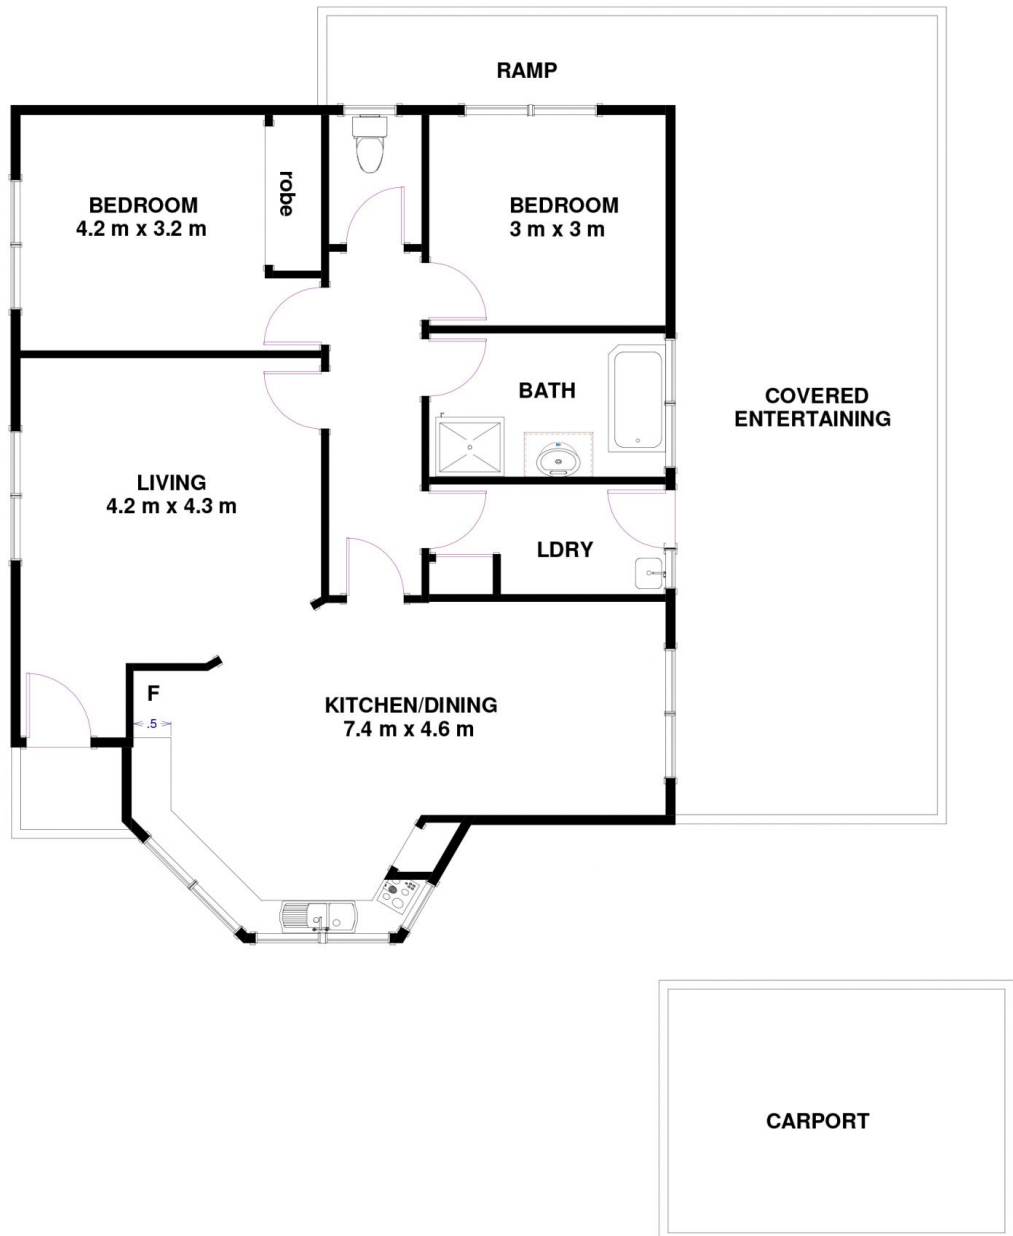 RAMP
BEDROOM
4.2 m x 3.2 m
robe
BEDROOM
3 m x 3 m
BATH
COVERED
ENTERTAINING
LIVING
4.2 m x 4.3 m
LDRY
F
.5
KITCHEN/DINING
7.4 m x 4.6 m
CARPORT